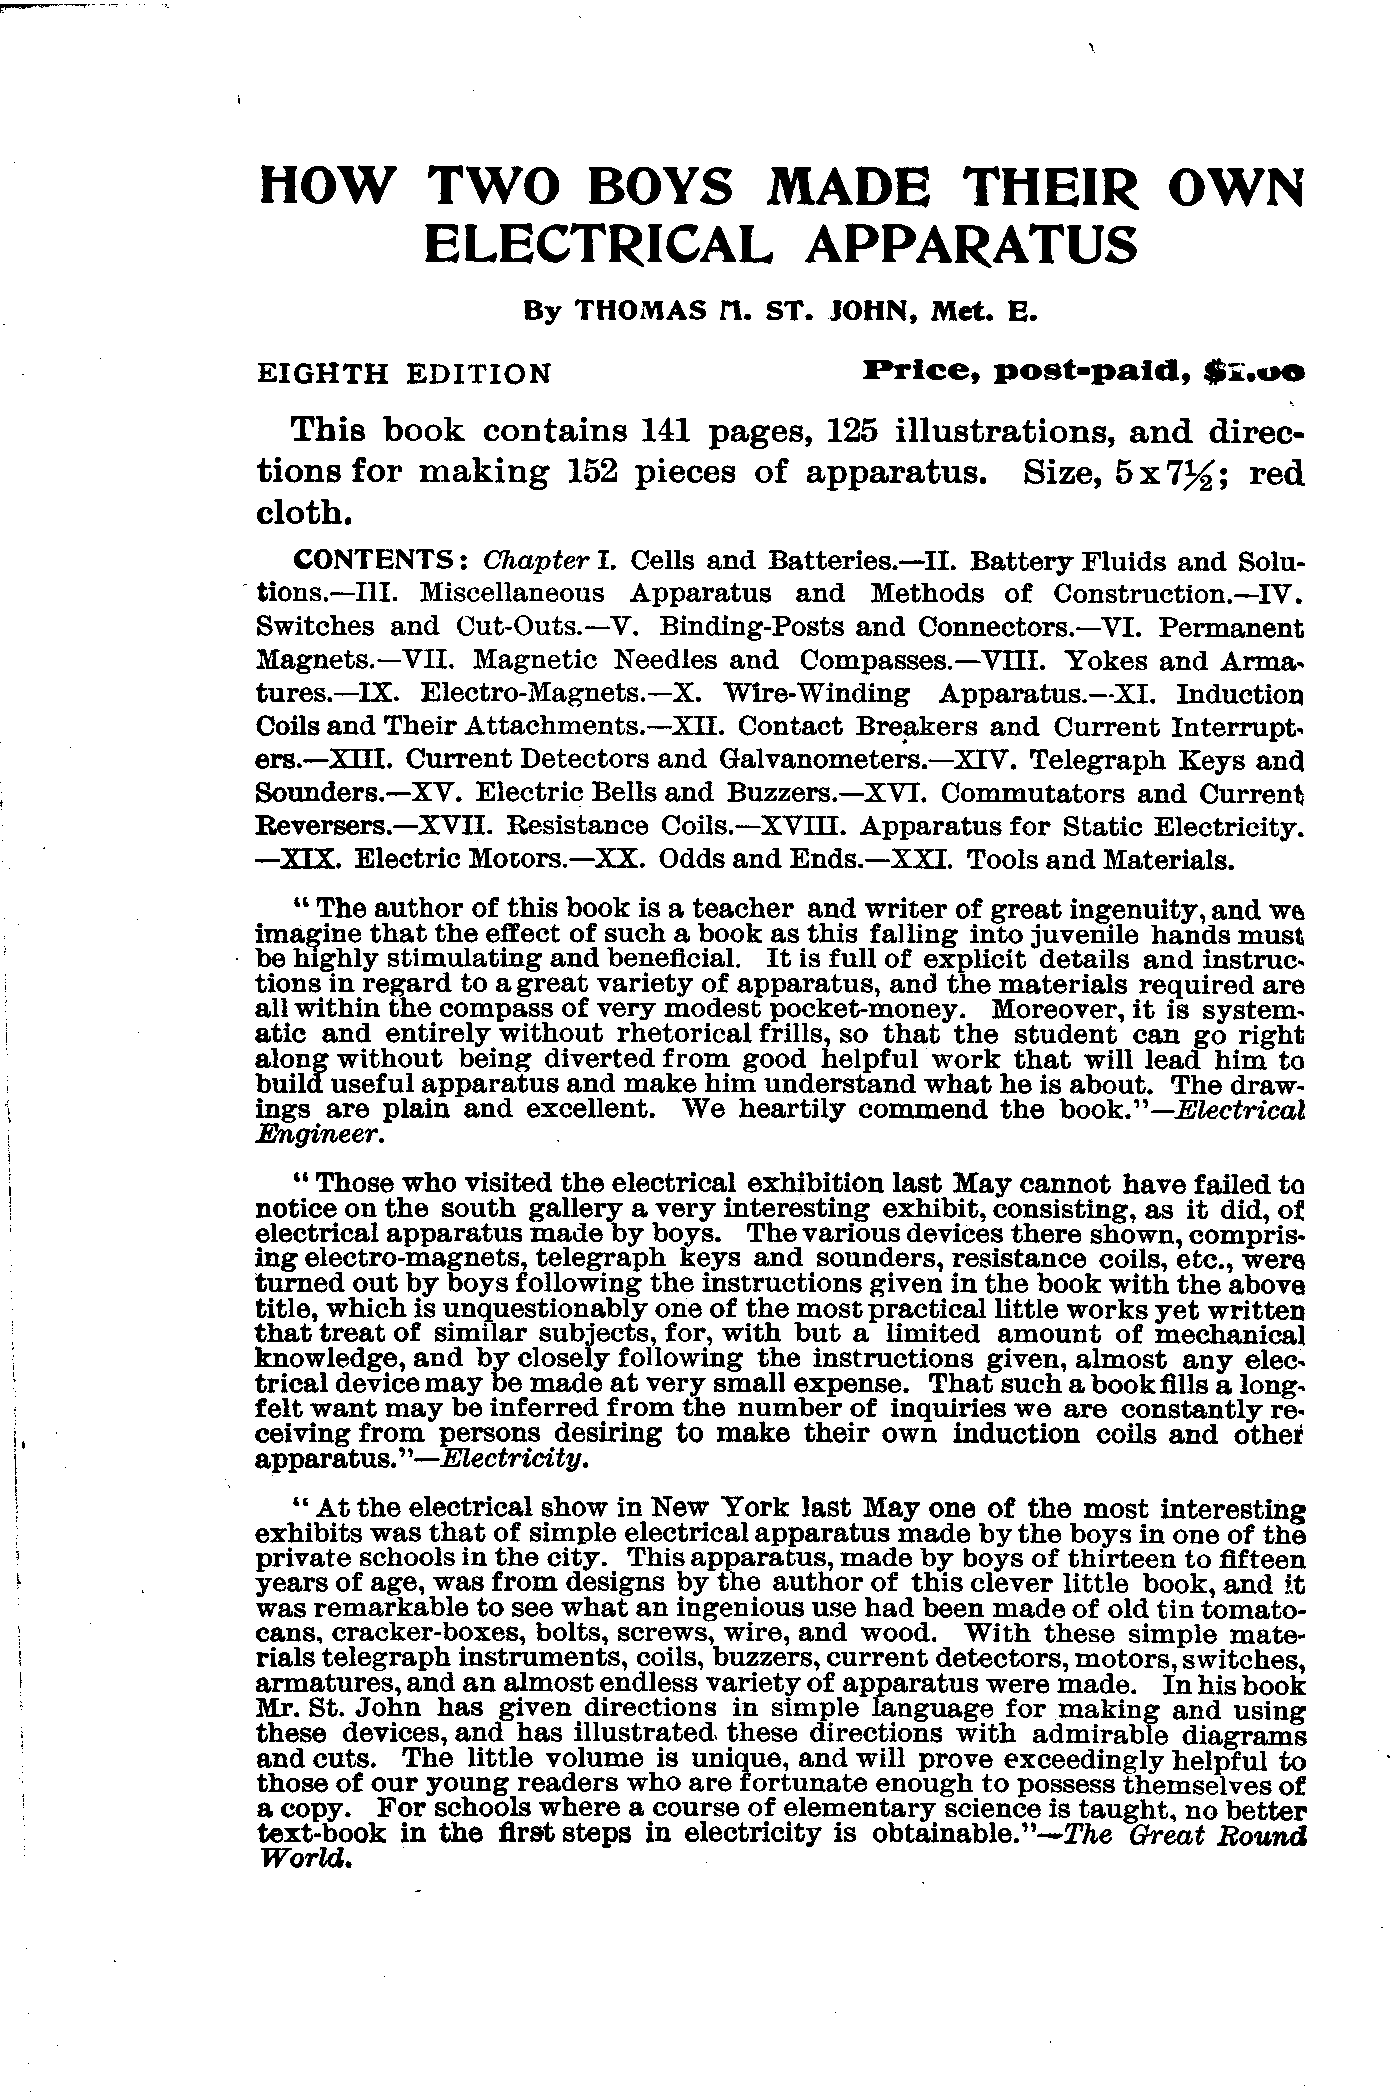 HOW TWO BOYS MADE THEIR OWN
ELECTRICAL APPARATUS
By THOMAS M. ST. JOHN, Met. E.
EIGHTH EDITION Price, post-paid, $1.00
This book contains 141 pages, 125 illustrations, and direc-
tions for making 152 pieces of apparatus. Size, 5 x 7½; red
cloth.
CONTENTS: Chapter I. Cells and Batteries.—II. Battery Fluids and Solu-
tions.—III. Miscellaneous Apparatus and Methods of Construction.—IV.
Switches and Cut-Outs.—V. Binding-Posts and Connectors.—VI. Permanent
Magnets.—VII. Magnetic Needles and Compasses.—VIII. Yokes and Arma-
tures.—IX. Electro-Magnets.—X. Wire-Winding Apparatus.—XI. Induction
Coils and Their Attachments.—XII. Contact Breakers and Current Interrupt-
ers.—XIII. Current Detectors and Galvanometers.—XIV. Telegraph Keys and
Sounders.—XV. Electric Bells and Buzzers.—XVI. Commutators and Current
Reversers.—XVII. Resistance Coils.—XVIII. Apparatus for Static Electricity.
—XIX. Electric Motors.—XX. Odds and Ends.—XXI. Tools and Materials.
“The author of this book is a teacher and writer of great ingenuity, and we
imagine that the effect of such a book as this falling into juvenile hands must
be highly stimulating and beneficial. It is full of explicit details and instruc-
tions in regard to a great variety of apparatus, and the materials required are
all within the compass of very modest pocket-money. Moreover, it is system-
atic and entirely without rhetorical frills, so that the student can go right
along without being diverted from good helpful work that will lead him to
build useful apparatus and make him understand what he is about. The draw-
ings are plain and excellent. We heartily commend the book.”—Electrical
Engineer.
“Those who visited the electrical exhibition last May cannot have failed to
notice on the south gallery a very interesting exhibit, consisting, as it did, of
electrical apparatus made by boys. The various devices there shown, compris-
ing electro-magnets, telegraph keys and sounders, resistance coils, etc., were
turned out by boys following the instructions given in the book with the above
title, which is unquestionably one of the most practical little works yet written
that treat of similar subjects, for, with but a limited amount of mechanical
knowledge, and by closely following the instructions given, almost any elec-
trical device may be made at very small expense. That such a book fills a long-
felt want may be inferred from the number of inquiries we are constantly re-
ceiving from persons desiring to make their own induction coils and other
apparatus.”—Electricity.
“At the electrical show in New York last May one of the most interesting
exhibits was that of simple electrical apparatus made by the boys in one of the
private schools in the city. This apparatus, made by boys of thirteen to fifteen
years of age, was from designs by the author of this clever little book, and it
was remarkable to see what an ingenious use had been made of old tin tomato-
cans, cracker-boxes, bolts, screws, wire, and wood. With these simple mate-
rials telegraph instruments, coils, buzzers, current detectors, motors, switches,
armatures, and an almost endless variety of apparatus were made. In his book
Mr. St. John has given directions in simple language for making and using
these devices, and has illustrated these directions with admirable diagrams
and cuts. The little volume is unique, and will prove exceedingly helpful to
those of our young readers who are fortunate enough to possess themselves of
a copy. For schools where a course of elementary science is taught, no better
text-book in the first steps in electricity is obtainable.”—The Great Round
World.